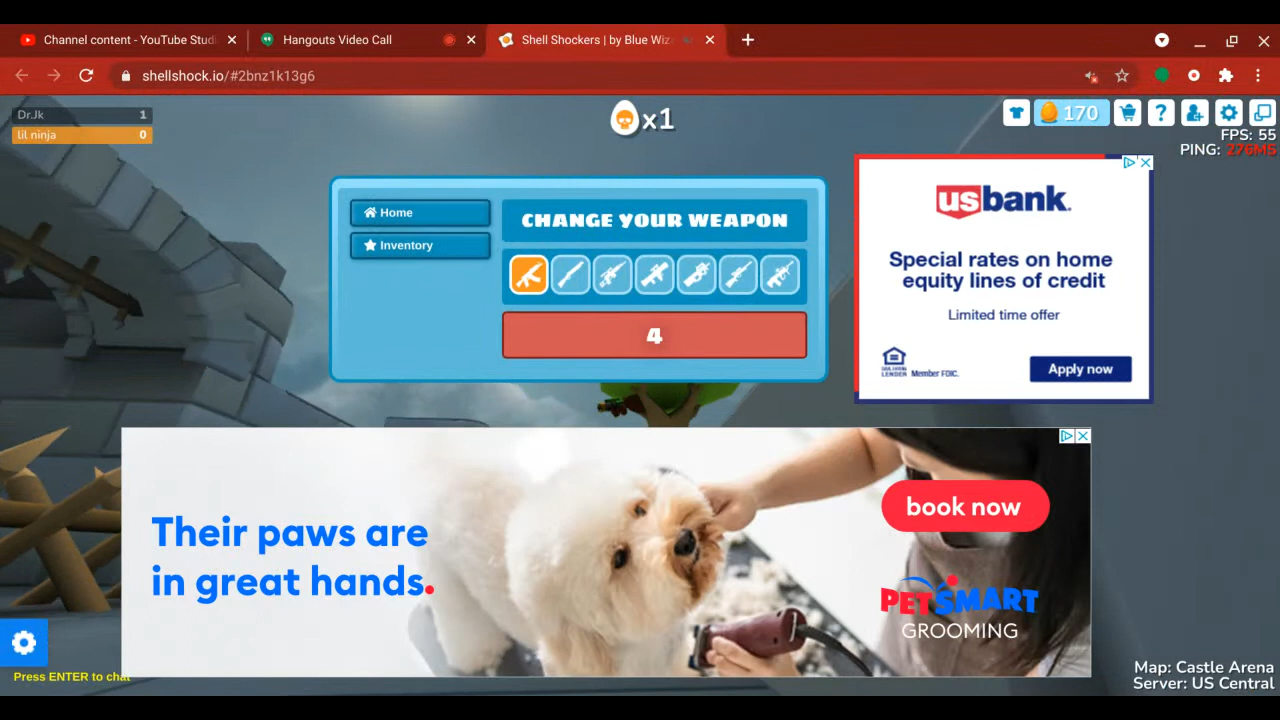 Channel content - YouTube Studi
Hangouts Video Call
Shell Shockers | by Blue Wiza
shellshock.io/#2bnz1k13g6
Dr.Jk 1
lil ninja 0
x1
170
FPS: 55
PING: 276MS
Home
Inventory
CHANGE YOUR WEAPON
4
usbank.
Special rates on home
equity lines of credit
Limited time offer
Member FDIC.
Apply now
Their paws are
in great hands.
book now
PETSMART
GROOMING
Press ENTER to chat
Map: Castle Arena
Server: US Central